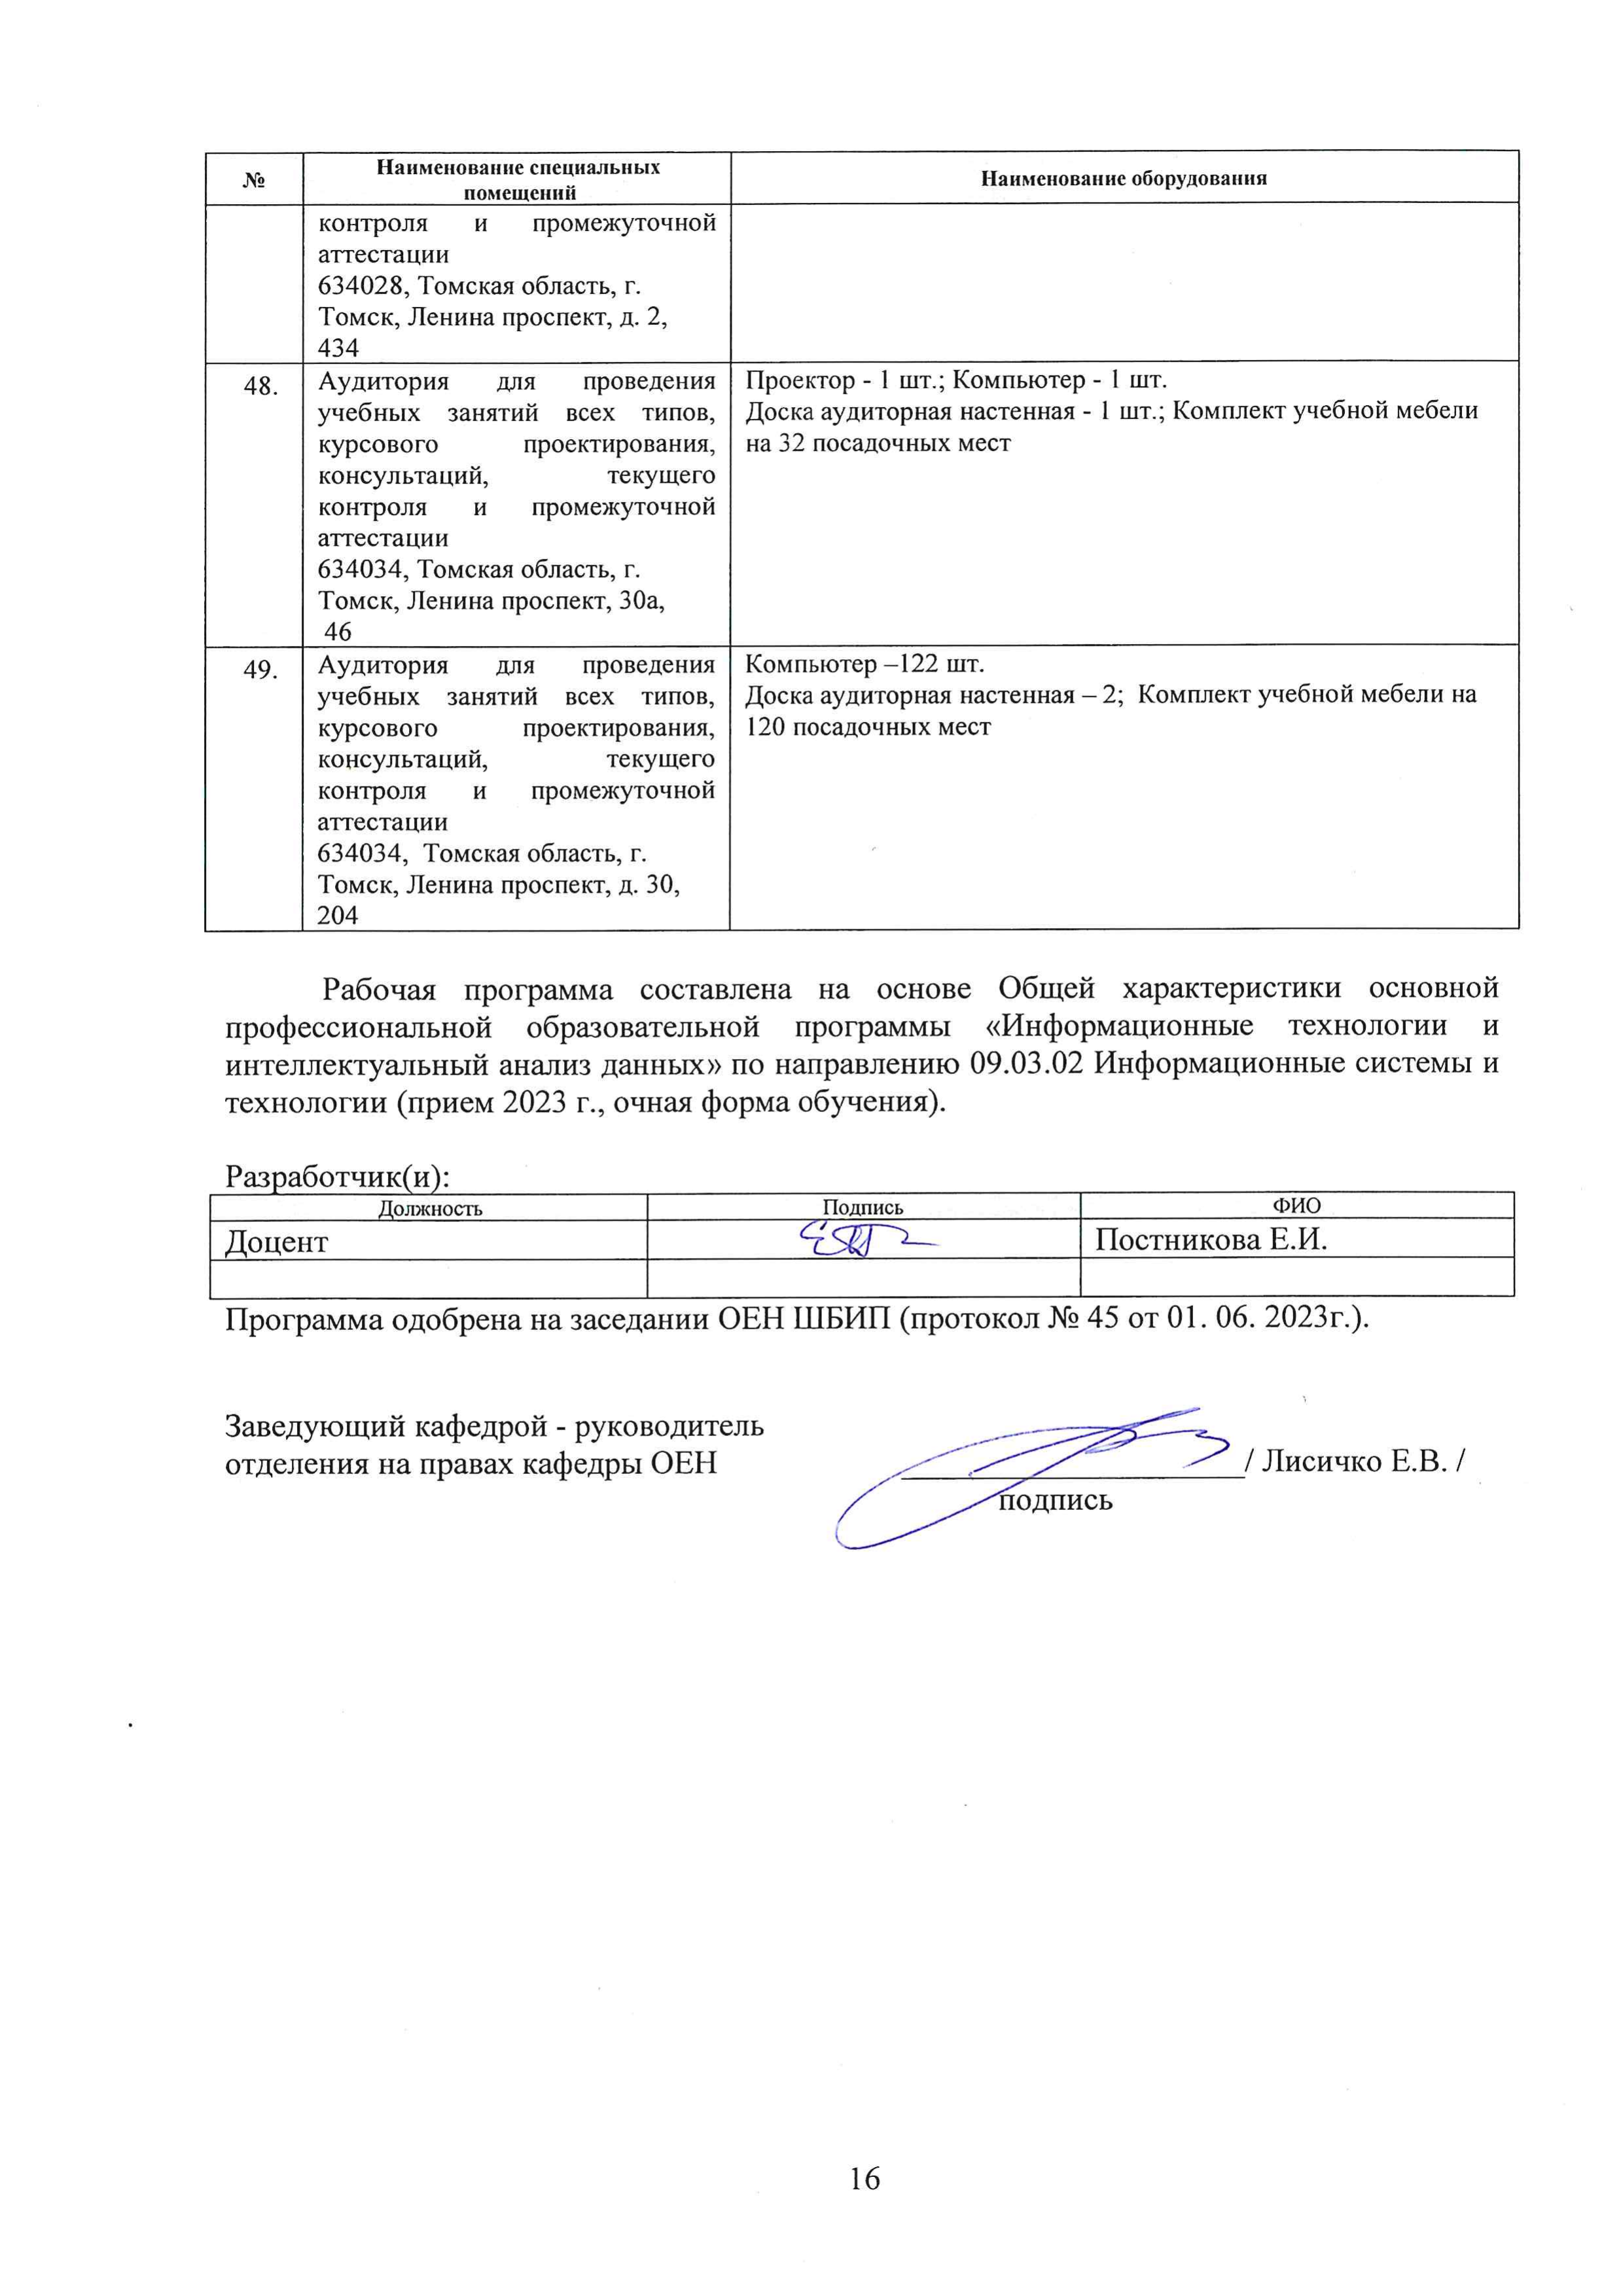 №
Наименование специальных
помещений
Наименование оборудования
контроля и промежуточной
аттестации
634028, Томская область, г.
Томск, Ленина проспект, д. 2,
434
48.
Аудитория для проведения
учебных занятий всех типов,
курсового проектирования,
консультаций, текущего
контроля и промежуточной
аттестации
634034, Томская область, г.
Томск, Ленина проспект, 30а,
46
Проектор - 1 шт.; Компьютер - 1 шт.
Доска аудиторная настенная - 1 шт.; Комплект учебной мебели
на 32 посадочных мест
49.
Аудитория для проведения
учебных занятий всех типов,
курсового проектирования,
консультаций, текущего
контроля и промежуточной
аттестации
634034, Томская область, г.
Томск, Ленина проспект, д. 30,
204
Компьютер –122 шт.
Доска аудиторная настенная – 2; Комплект учебной мебели на
120 посадочных мест
Рабочая программа составлена на основе Общей характеристики основной
профессиональной образовательной программы «Информационные технологии и
интеллектуальный анализ данных» по направлению 09.03.02 Информационные системы и
технологии (прием 2023 г., очная форма обучения).
Разработчик(и):
Должность Подпись ФИО
Доцент Постникова Е.И.
Программа одобрена на заседании ОЕН ШБИП (протокол № 45 от 01. 06. 2023г.).
Заведующий кафедрой - руководитель
отделения на правах кафедры ОЕН / Лисичко Е.В. /
подпись
16